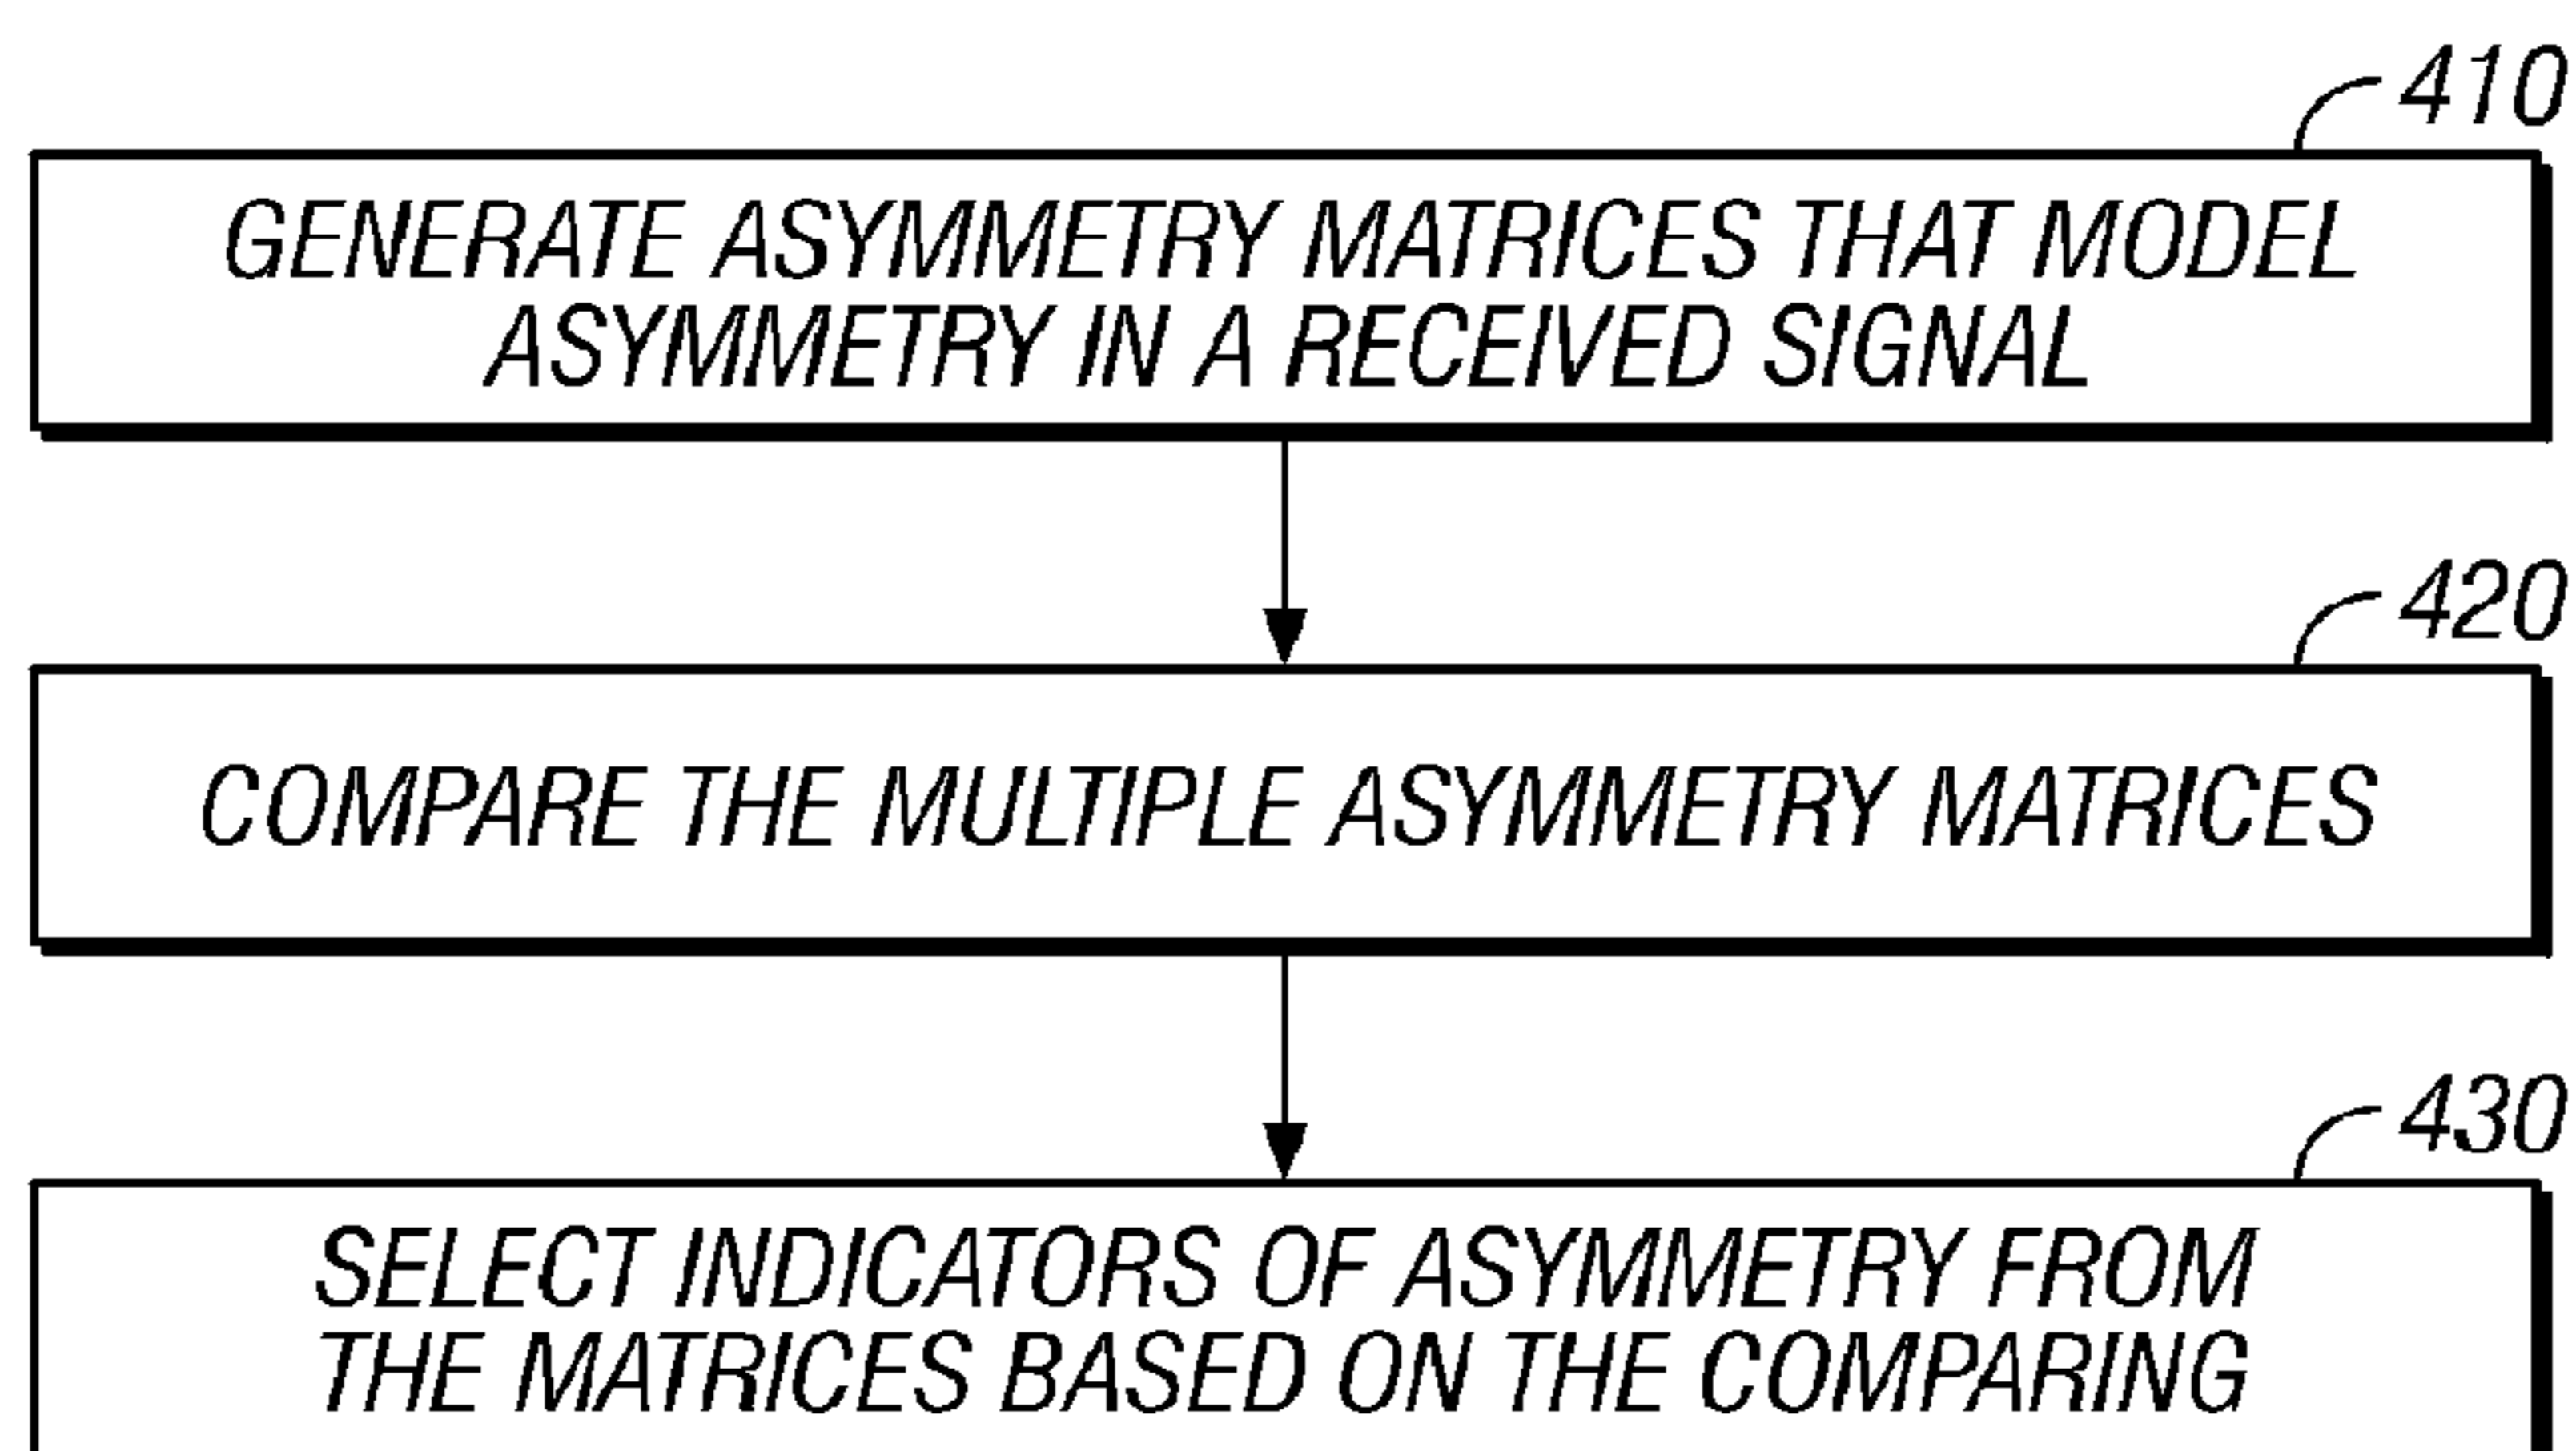 410
GENERATE ASYMMETRY MATRICES THAT MODEL
ASYMMETRY IN A RECEIVED SIGNAL
420
COMPARE THE MULTIPLE ASYMMETRY MATRICES
430
SELECT INDICATORS OF ASYMMETRY FROM
THE MATRICES BASED ON THE COMPARING